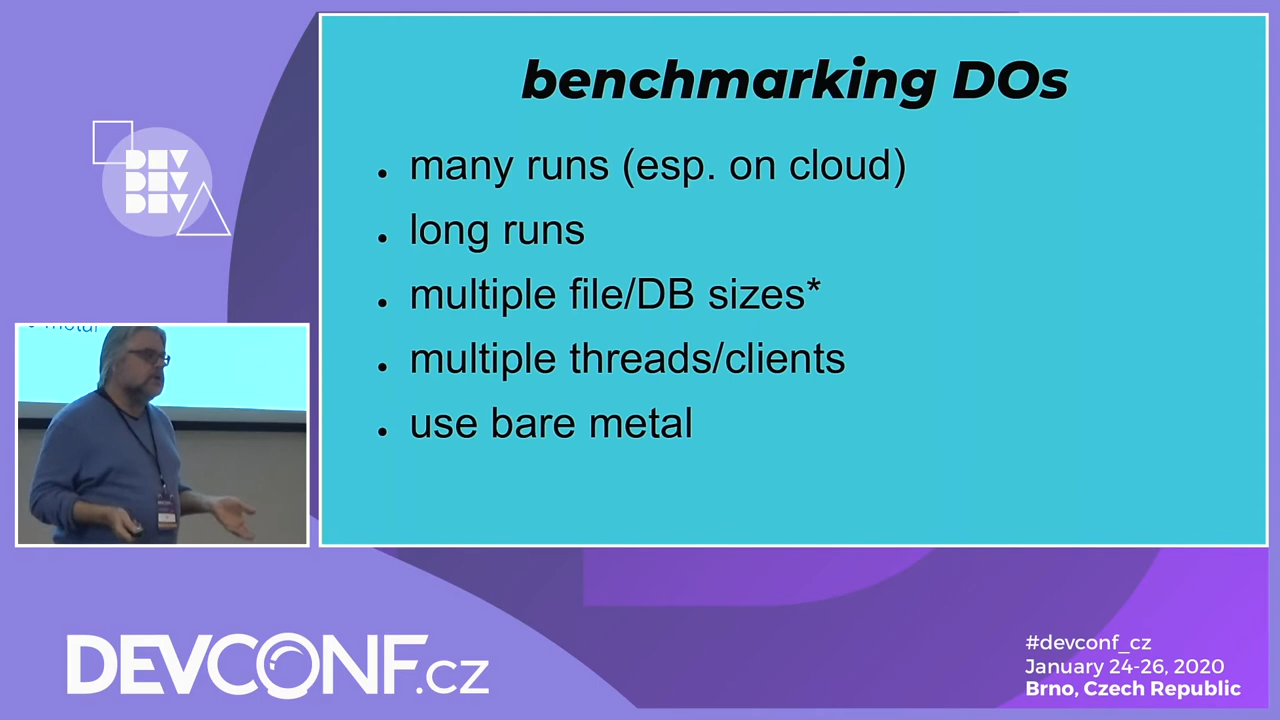 benchmarking DOs
• many runs (esp. on cloud)
• long runs
• multiple file/DB sizes*
• multiple threads/clients
• use bare metal
DEV
DEV
DEV
metal
DEVCONF.cz
#devconf_cz
January 24-26, 2020
Brno, Czech Republic